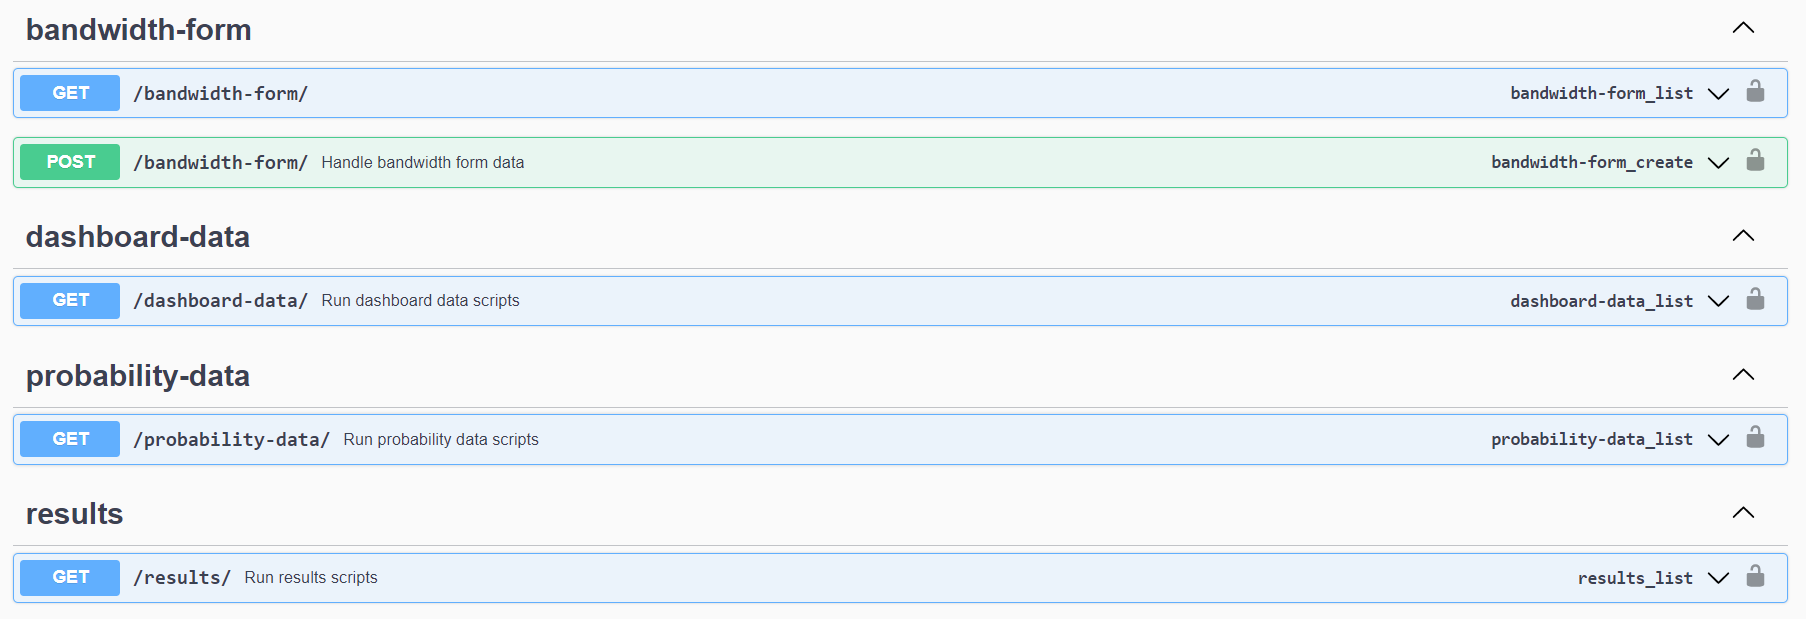 bandwidth-form
GET /bandwidth-form/ bandwidth-form_list
POST /bandwidth-form/ Handle bandwidth form data bandwidth-form_create
dashboard-data
GET /dashboard-data/ Run dashboard data scripts dashboard-data_list
probability-data
GET /probability-data/ Run probability data scripts probability-data_list
results
GET /results/ Run results scripts results_list